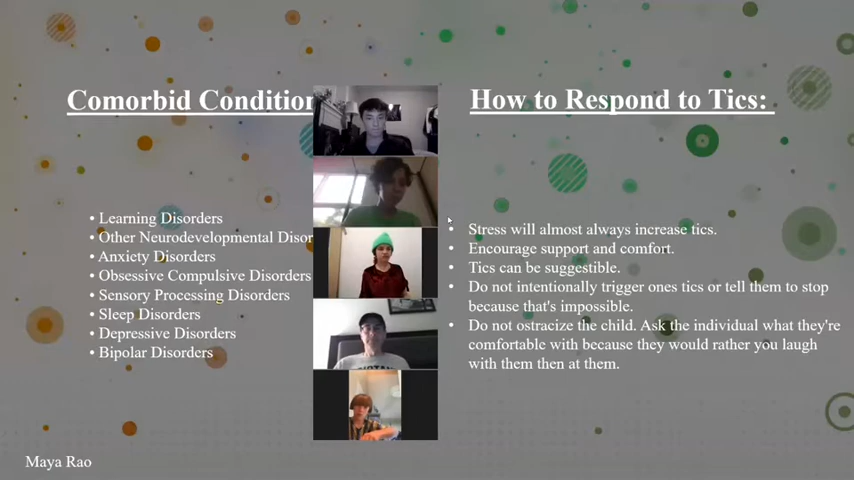 Comorbid Condition
• Learning Disorders
• Other Neurodevelopmental Disor
• Anxiety Disorders
• Obsessive Compulsive Disorders
• Sensory Processing Disorders
• Sleep Disorders
• Depressive Disorders
• Bipolar Disorders
How to Respond to Tics:
• Stress will almost always increase tics.
• Encourage support and comfort.
• Tics can be suggestible.
• Do not intentionally trigger ones tics or tell them to stop
because that's impossible.
• Do not ostracize the child. Ask the individual what they're
comfortable with because they would rather you laugh
with them then at them.
Maya Rao